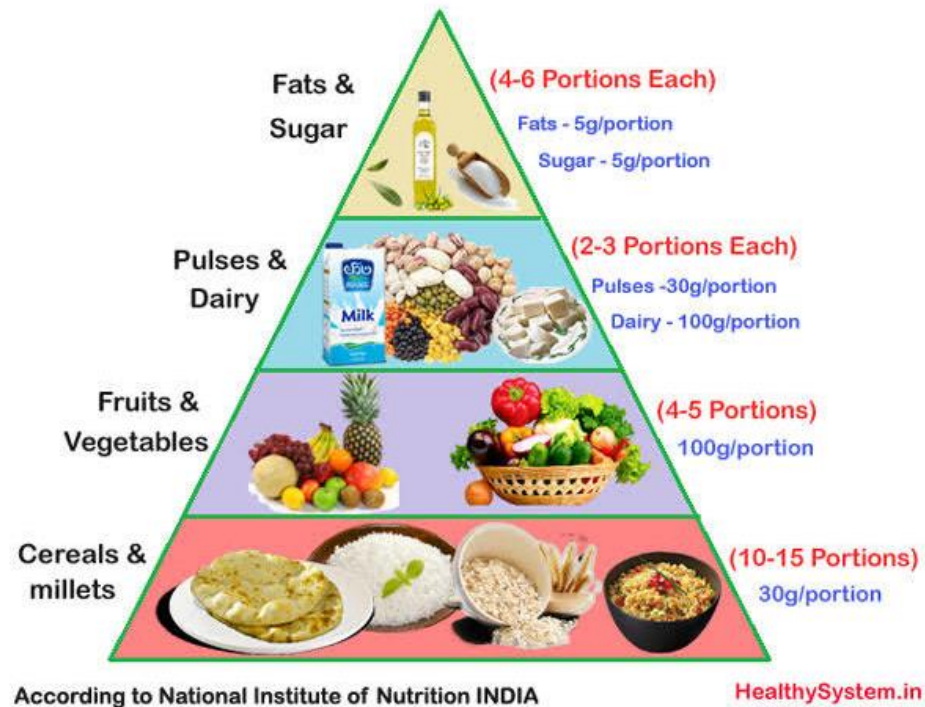 Fats &
Sugar
(4-6 Portions Each)
Fats - 5g/portion
Sugar - 5g/portion
Pulses &
Dairy
(2-3 Portions Each)
Pulses -30g/portion
Dairy - 100g/portion
Milk
Fruits &
Vegetables
(4-5 Portions)
100g/portion
Cereals &
millets
(10-15 Portions)
30g/portion
According to National Institute of Nutrition INDIA
HealthySystem.in